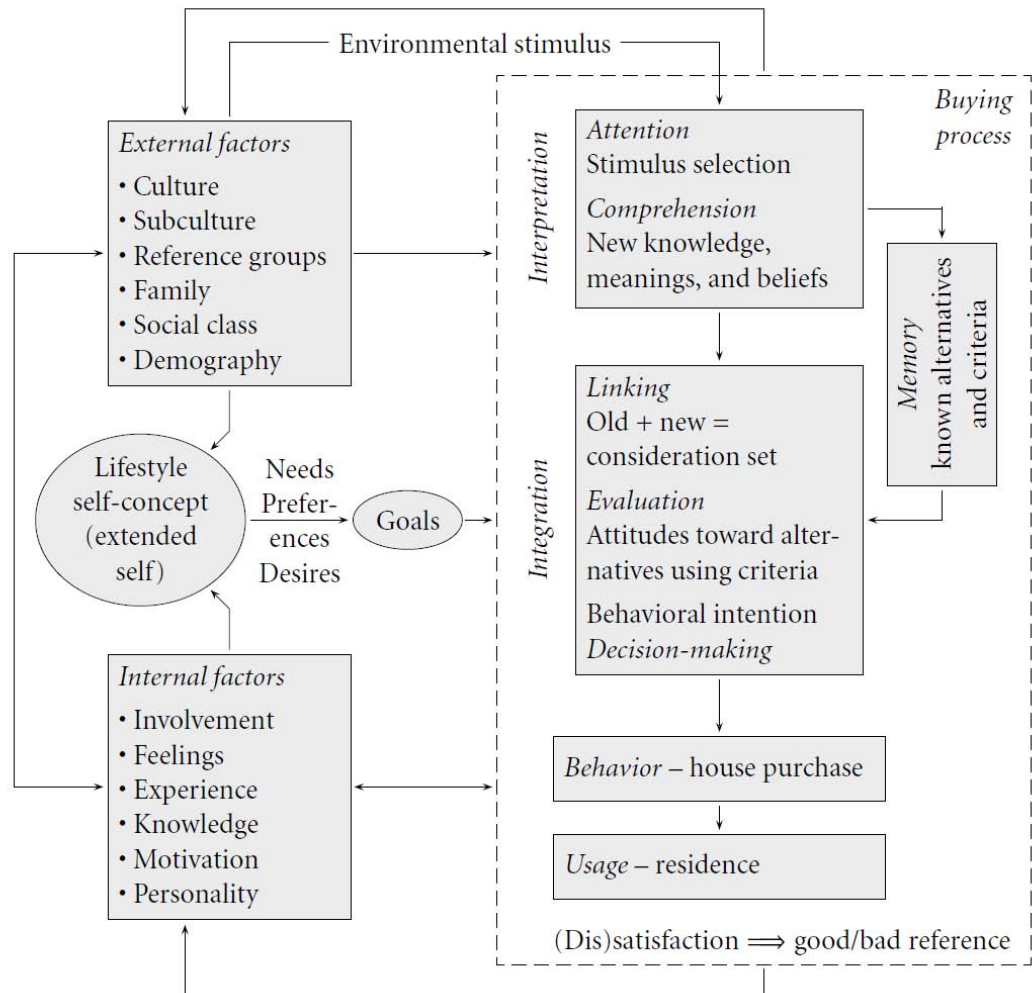 Environmental stimulus
External factors
• Culture
• Subculture
• Reference groups
• Family
• Social class
• Demography
Lifestyle
self-concept
(extended
self)
Needs
Prefer-
ences
Desires
Goals
Internal factors
• Involvement
• Feelings
• Experience
• Knowledge
• Motivation
• Personality
Buying
process
Interpretation
Attention
Stimulus selection
Comprehension
New knowledge,
meanings, and beliefs
Memory
known alternatives
and criteria
Integration
Linking
Old + new =
consideration set
Evaluation
Attitudes toward alter-
natives using criteria
Behavioral intention
Decision-making
Behavior – house purchase
Usage – residence
(Dis)satisfaction ⟹ good/bad reference